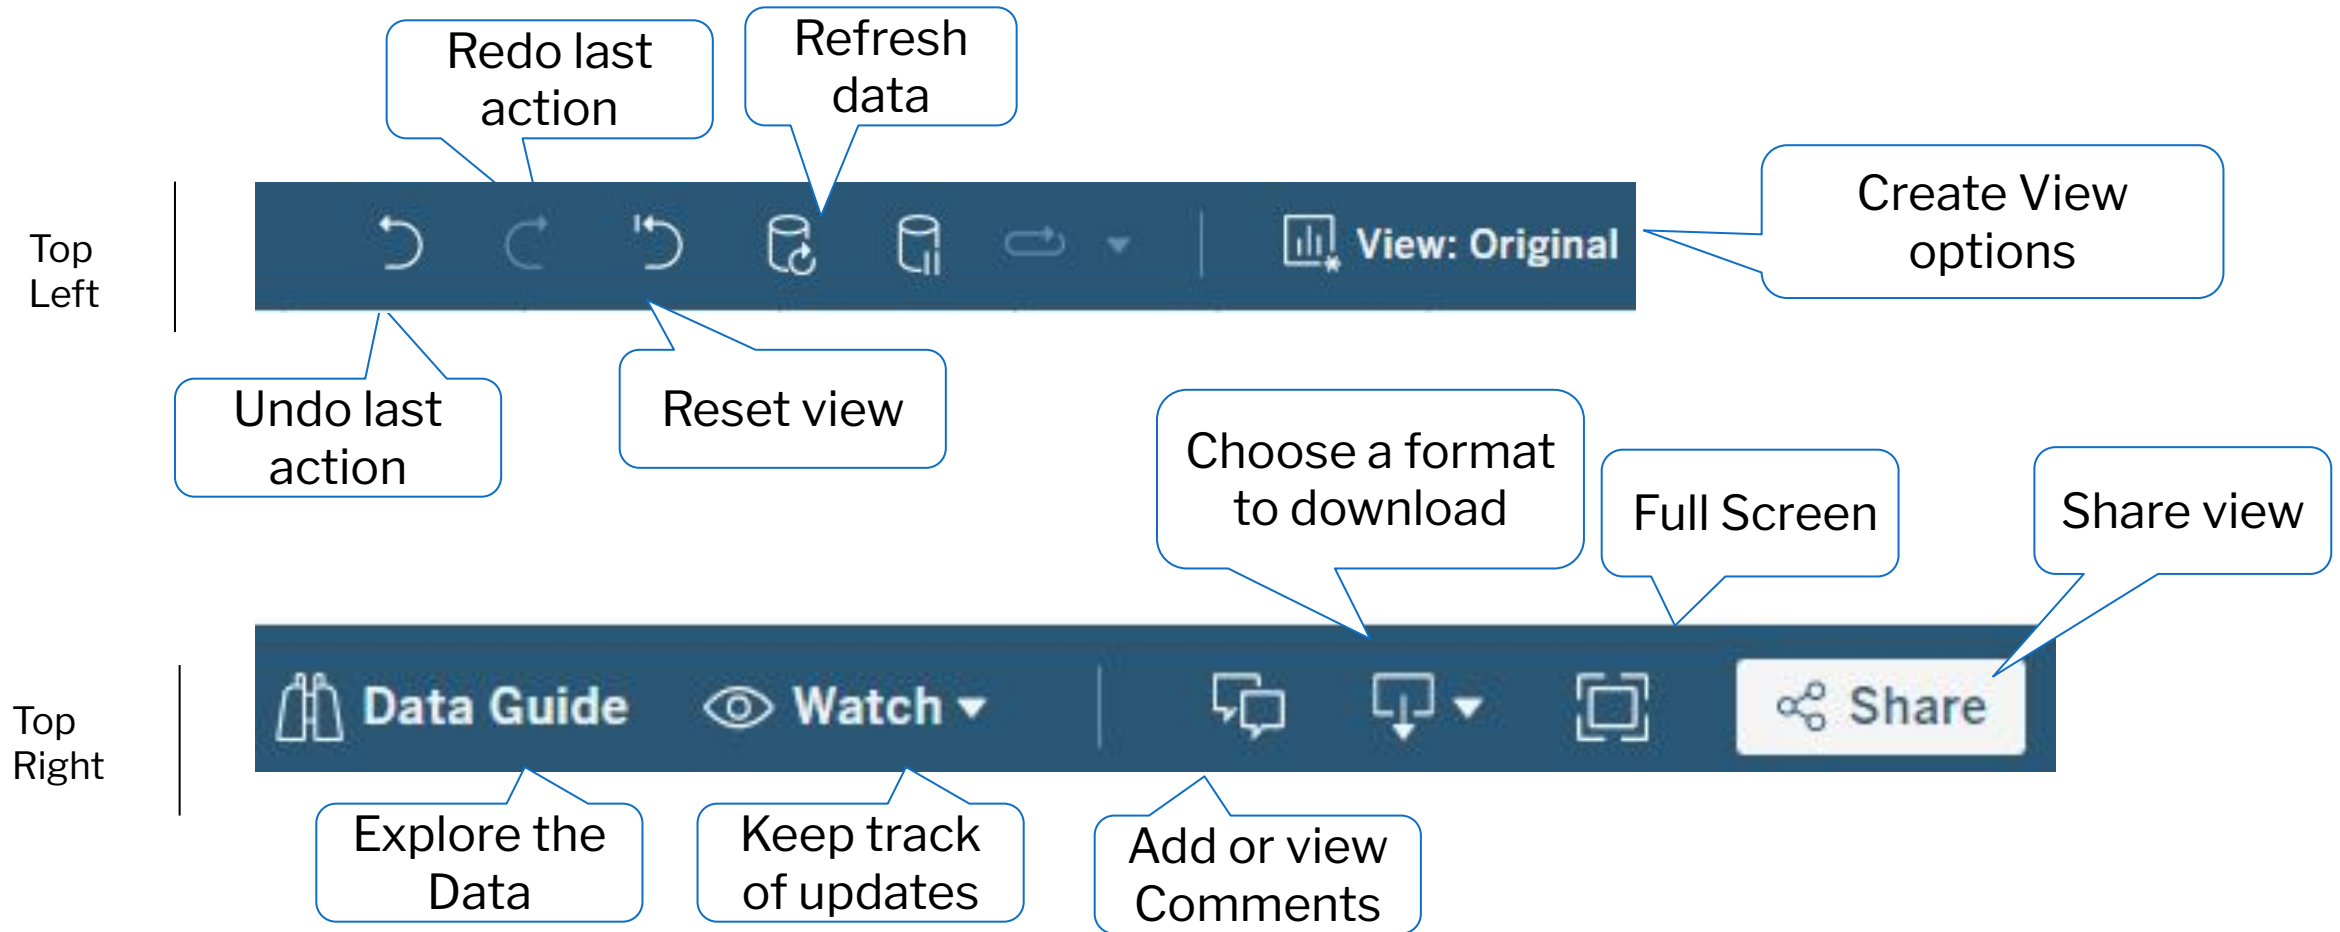 Redo last
action
Refresh
data
Create View
options
Top
Left
View: Original
Undo last
action
Reset view
Choose a format
to download
Full Screen
Share view
Top
Right
Data Guide
Watch
Share
Explore the
Data
Keep track
of updates
Add or view
Comments